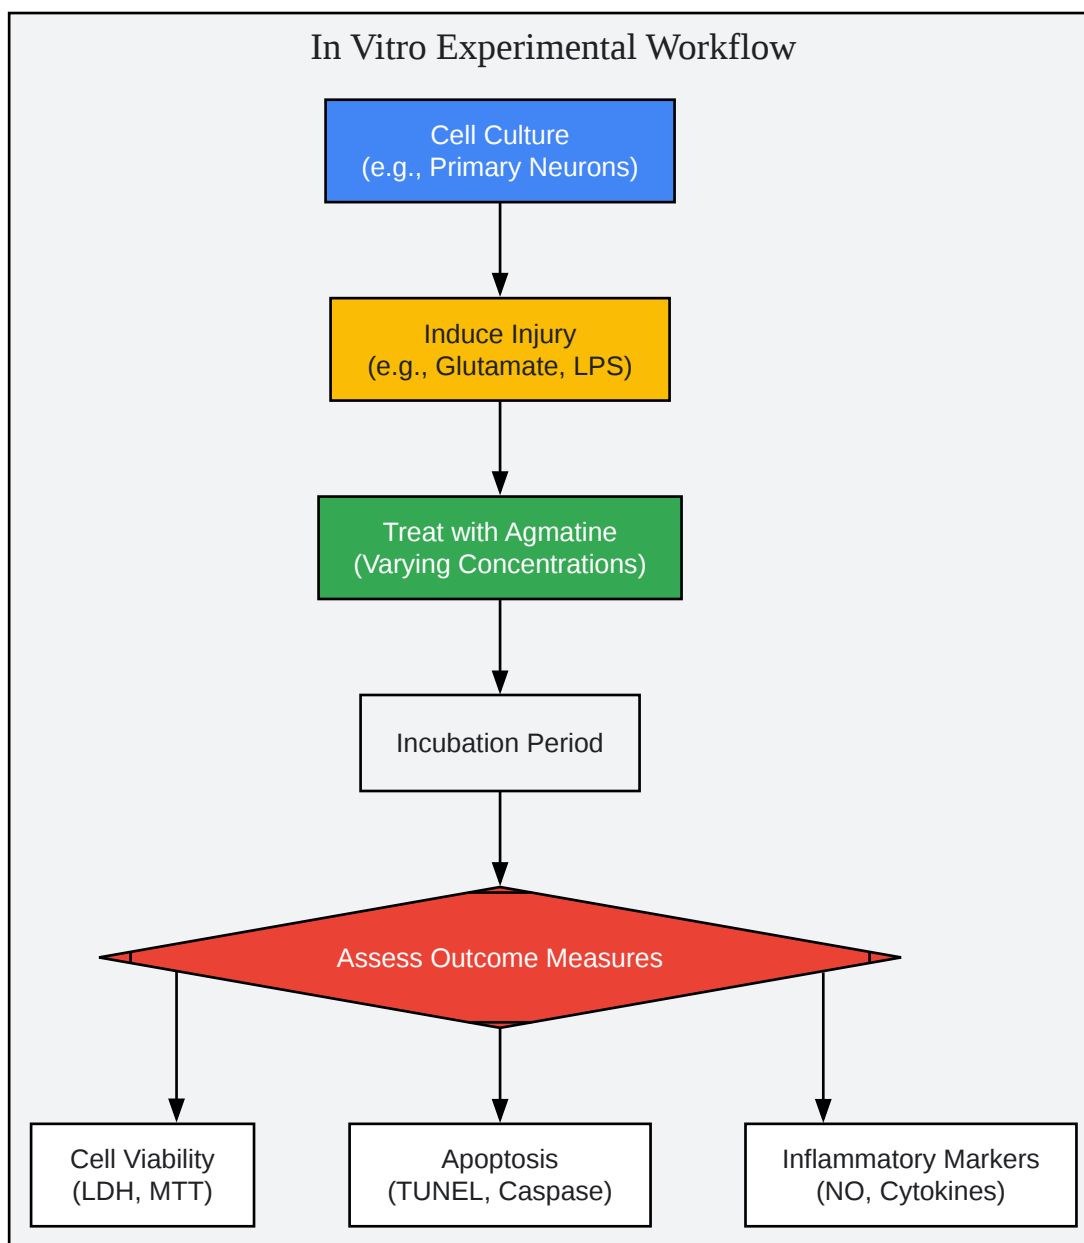 In Vitro Experimental Workflow
Cell Culture
(e.g., Primary Neurons)
Induce Injury
(e.g., Glutamate, LPS)
Treat with Agmatine
(Varying Concentrations)
Incubation Period
Assess Outcome Measures
Cell Viability
(LDH, MTT)
Apoptosis
(TUNEL, Caspase)
Inflammatory Markers
(NO, Cytokines)